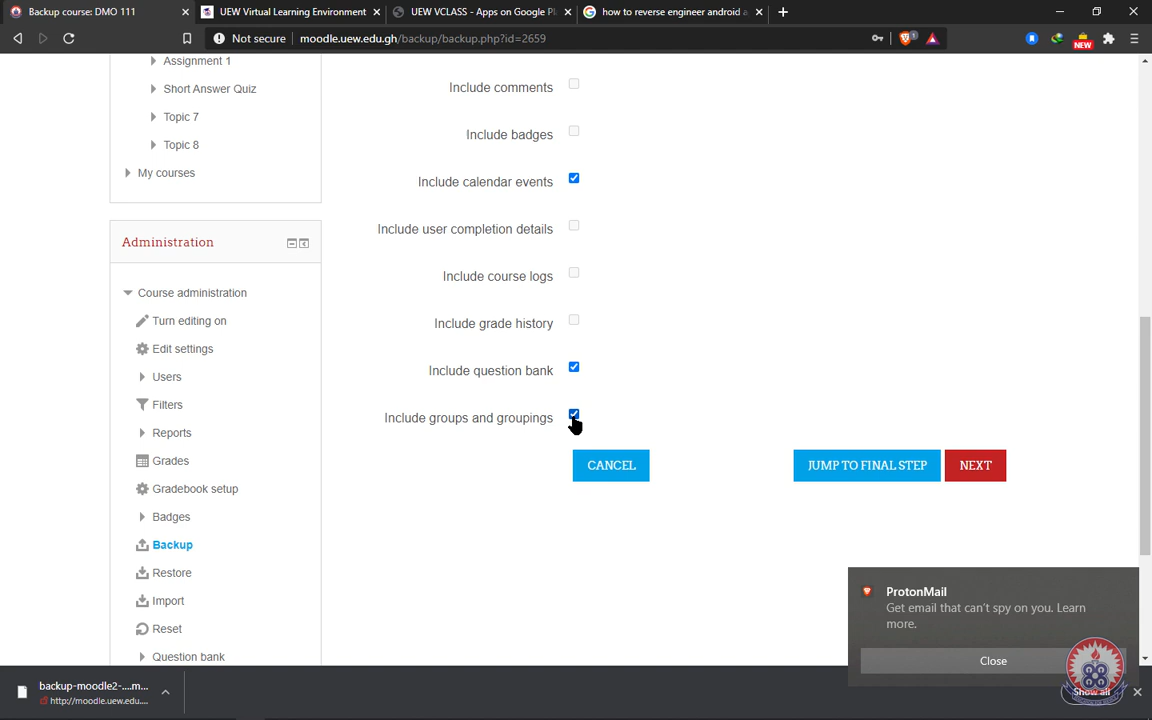 Backup course: DMO 111
UEW Virtual Learning Environment
UEW VCLASS - Apps on Google Pl
how to reverse engineer android a
Not secure | moodle.uew.edu.gh/backup/backup.php?id=2659
1
NEW
Assignment 1
Short Answer Quiz
Topic 7
Topic 8
My courses
Administration
Course administration
Turn editing on
Edit settings
Users
Filters
Reports
Grades
Gradebook setup
Badges
Backup
Restore
Import
Reset
Question bank
Include comments
Include badges
Include calendar events
Include user completion details
Include course logs
Include grade history
Include question bank
Include groups and groupings
CANCEL
JUMP TO FINAL STEP
NEXT
ProtonMail
Get email that can't spy on you. Learn
more.
Close
backup-moodle2-....m...
http://moodle.uew.edu....
Show all